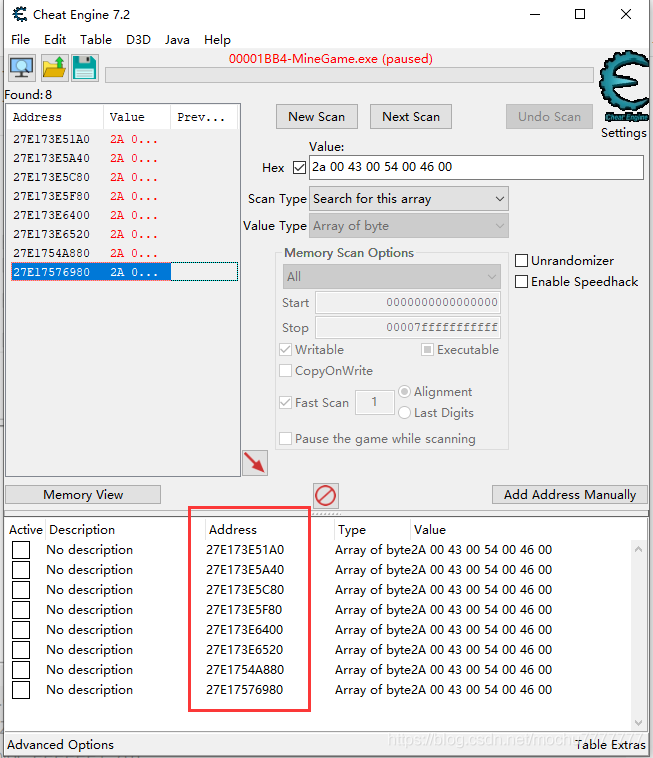 Cheat Engine 7.2
File Edit Table D3D Java Help
00001BB4-MineGame.exe (paused)
Found: 8
Address Value Prev...
27E173E51A0 2A 0...
27E173E5A40 2A 0...
27E173E5C80 2A 0...
27E173E5F80 2A 0...
27E173E6400 2A 0...
27E173E6520 2A 0...
27E1754A880 2A 0...
27E17576980 2A 0...
New Scan Next Scan Undo Scan
Cheat Engine
Settings
Value:
Hex 2a 00 43 00 54 00 46 00
Scan Type Search for this array
Value Type Array of byte
Memory Scan Options
All
Start 0000000000000000
Stop 00007fffffffffff
Writable Executable
CopyOnWrite
Fast Scan 1 Alignment
Last Digits
Pause the game while scanning
Unrandomizer
Enable Speedhack
Memory View
Add Address Manually
Active Description Address Type Value
No description 27E173E51A0 Array of byte 2A 00 43 00 54 00 46 00
No description 27E173E5A40 Array of byte 2A 00 43 00 54 00 46 00
No description 27E173E5C80 Array of byte 2A 00 43 00 54 00 46 00
No description 27E173E5F80 Array of byte 2A 00 43 00 54 00 46 00
No description 27E173E6400 Array of byte 2A 00 43 00 54 00 46 00
No description 27E173E6520 Array of byte 2A 00 43 00 54 00 46 00
No description 27E1754A880 Array of byte 2A 00 43 00 54 00 46 00
No description 27E17576980 Array of byte 2A 00 43 00 54 00 46 00
Advanced Options
Table Extras